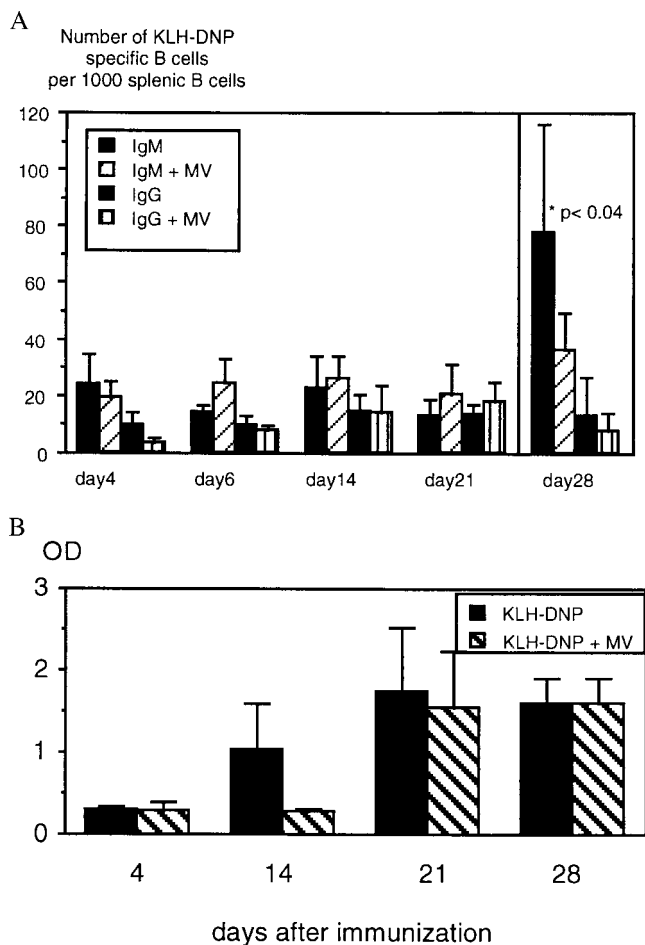 A
Number of KLH-DNP
specific B cells
per 1000 splenic B cells
120
100
80
60
40
20
0
IgM
IgM + MV
IgG
IgG + MV
* p< 0.04
day4 day6 day14 day21 day28
B
OD
3
2
1
0
KLH-DNP
KLH-DNP + MV
4 14 21 28
days after immunization